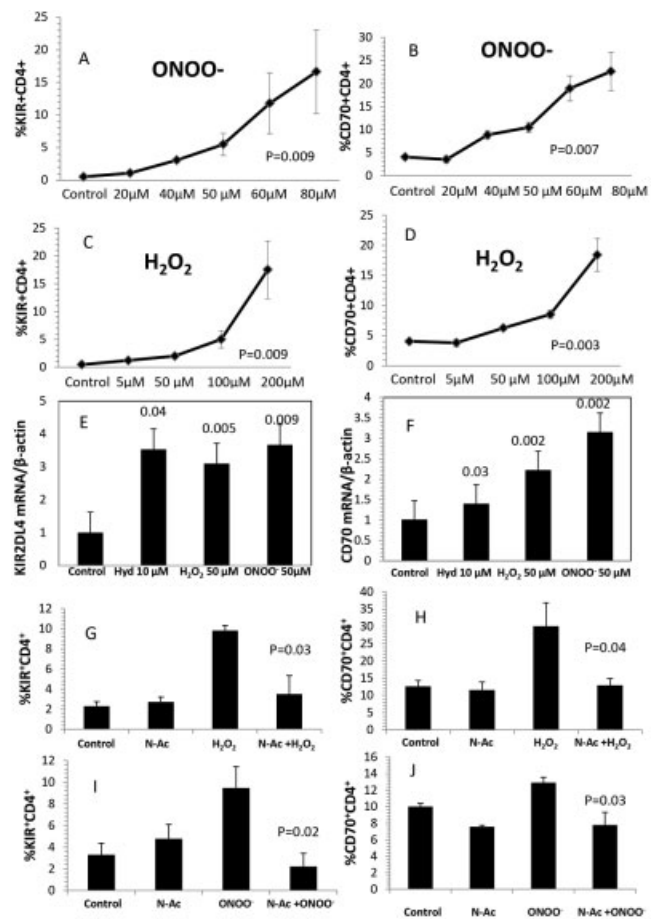 A
ONOO-
%KIR+CD4+
25
20
15
10
5
0
P=0.009
Control 20µM 40µM 50 µM 60µM 80µM
B
ONOO-
%CD70+CD4+
30
25
20
15
10
5
0
P=0.007
Control 20µM 40µM 50 µM 60µM 80µM
C
H₂O₂
%KIR+CD4+
25
20
15
10
5
0
P=0.009
Control 5µM 50 µM 100µM 200µM
D
H₂O₂
%CD70+CD4+
25
20
15
10
5
0
P=0.003
Control 5µM 50 µM 100µM 200µM
E
KIR2DL4 mRNA/β-actin
5
4
3
2
1
0
0.04
0.005
0.009
Control Hyd 10 µM H₂O₂ 50µM ONOO⁻ 50µM
F
CD70 mRNA/β-actin
4
3.5
3
2.5
2
1.5
1
0.5
0
0.03
0.002
0.002
Control Hyd 10 µM H₂O₂ 50 µM ONOO⁻ 50 µM
G
%KIR⁺CD4⁺
12
10
8
6
4
2
0
P=0.03
Control N-Ac H₂O₂ N-Ac +H₂O₂
H
%CD70⁺CD4⁺
40
35
30
25
20
15
10
5
0
P=0.04
Control N-Ac H₂O₂ N-Ac +H₂O₂
I
%KIR⁺CD4⁺
12
10
8
6
4
2
0
P=0.02
Control N-Ac ONOO⁻ N-Ac +ONOO⁻
J
%CD70⁺CD4⁺
16
14
12
10
8
6
4
2
0
P=0.03
Control N-Ac ONOO⁻ N-Ac +ONOO⁻